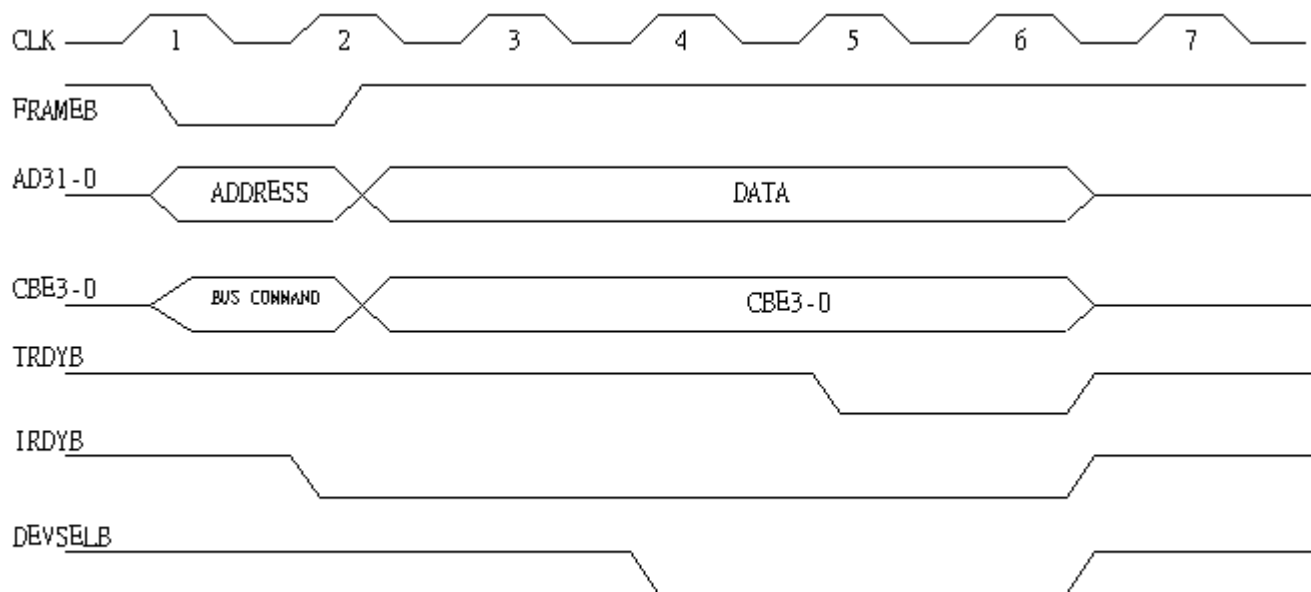 CLK 1 2 3 4 5 6 7
FRAMEB
AD31-0 ADDRESS DATA
CBE3-0 BUS COMMAND CBE3-0
TRDYB
IRDYB
DEVSELB